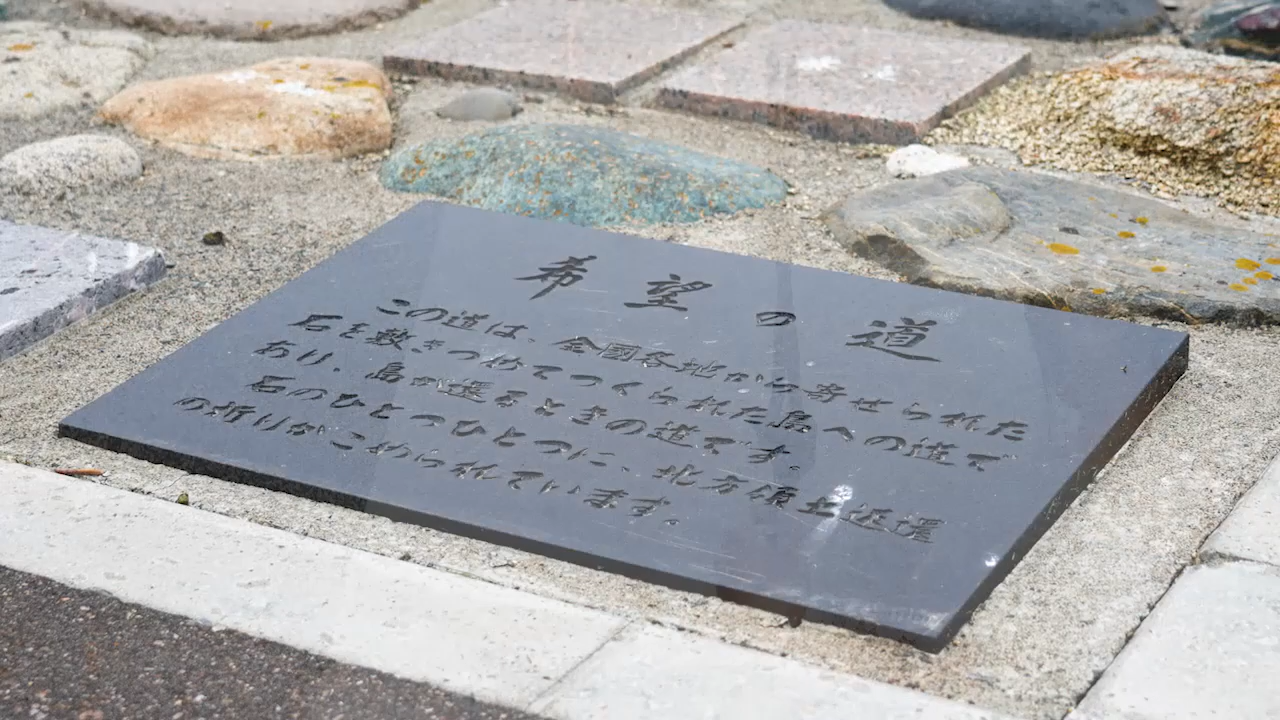 希望の道
この道は、全国各地から寄せられた
石を敷きつめてつくられた島への道で
あり、島が還るときの道です。
石のひとつひとつに、北方領土返還
の祈りがこめられています。